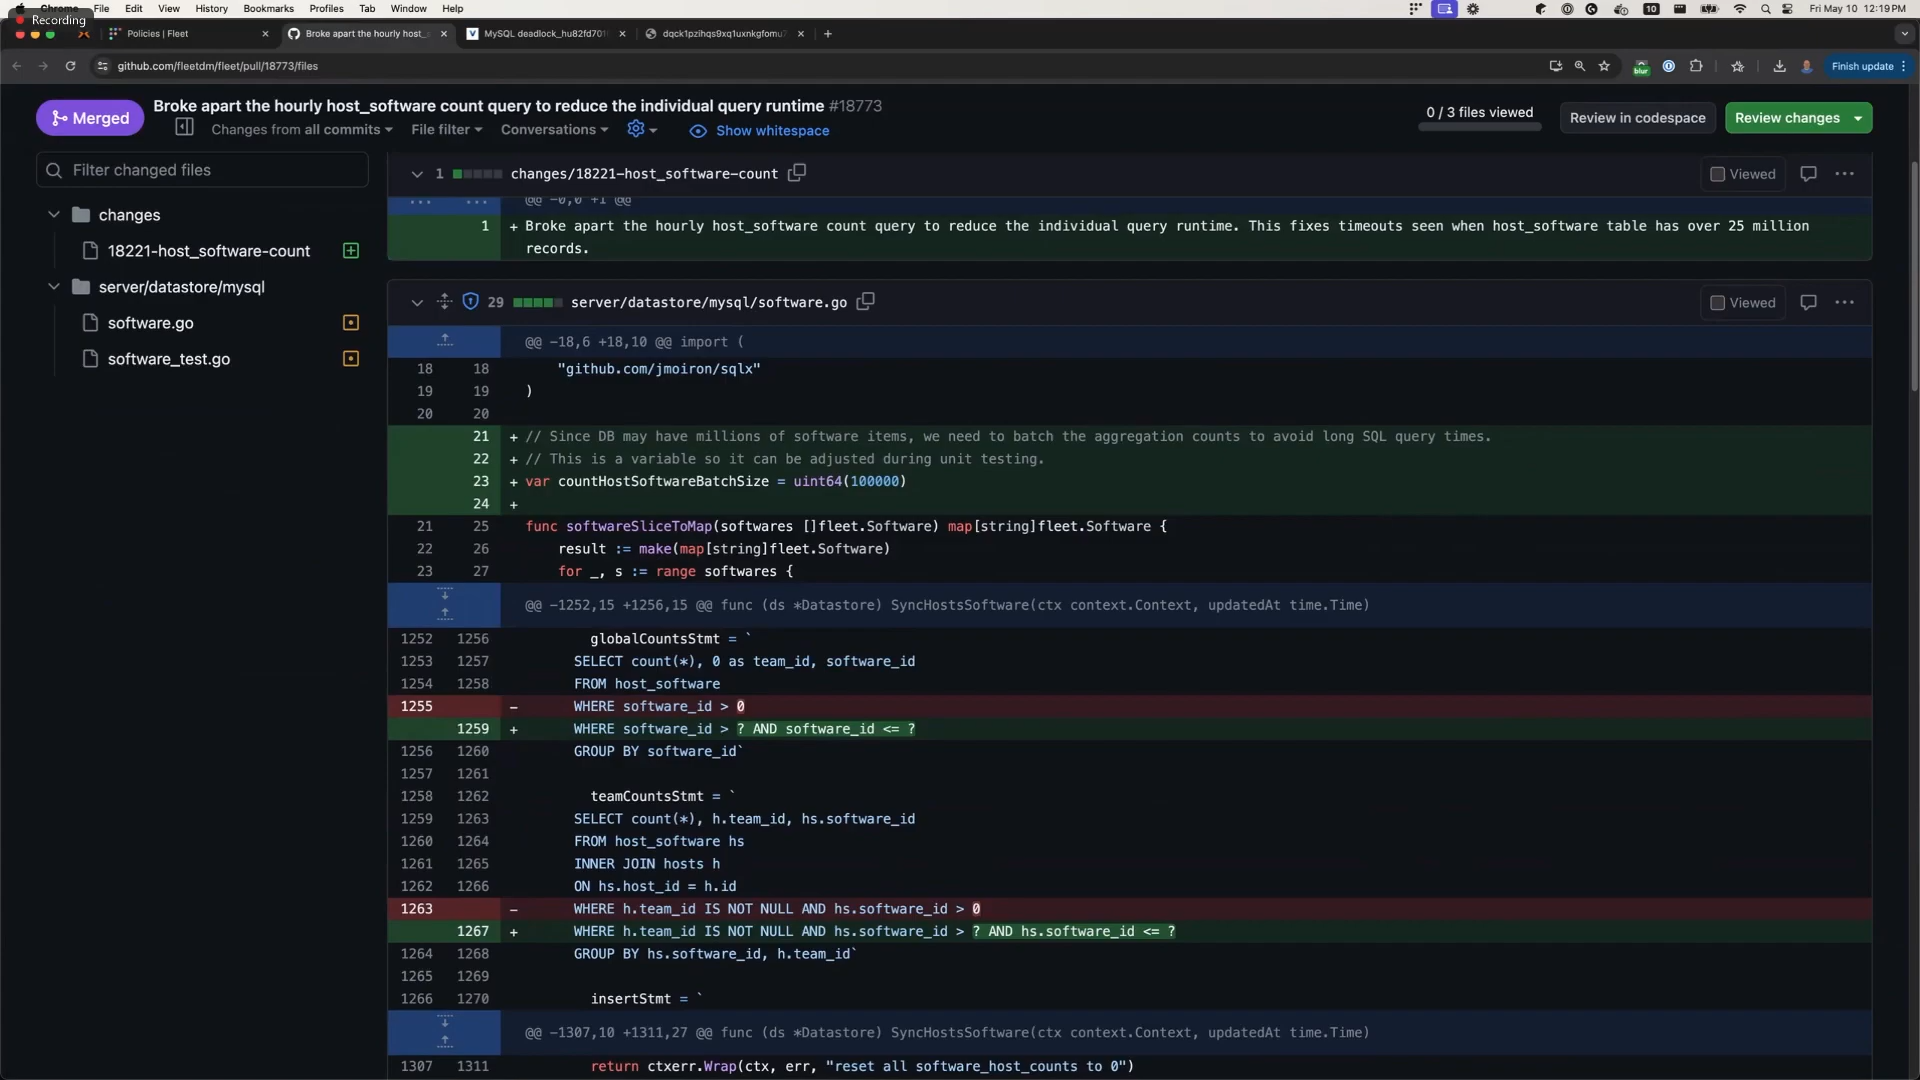 Chrome File Edit View History Bookmarks Profiles Tab Window Help
10
Fri May 10 12:19 PM
Recording
Policies | Fleet
Broke apart the hourly host_
MySQL deadlock_hu82fd701
github.com/fleetdm/fleet/pull/18773/files
blur
Finish update
Merged
Broke apart the hourly host_software count query to reduce the individual query runtime #18773
Changes from all commits
File filter
Conversations
Show whitespace
0 / 3 files viewed
Review in codespace
Review changes
Filter changed files
changes
18221-host_software-count
server/datastore/mysql
software.go
software_test.go
1 changes/18221-host_software-count
Viewed
@@ -0,0 +1 @@
1 + Broke apart the hourly host_software count query to reduce the individual query runtime. This fixes timeouts seen when host_software table has over 25 million
records.
29 server/datastore/mysql/software.go
Viewed
@@ -18,6 +18,10 @@ import (
18 18 "github.com/jmoiron/sqlx"
19 19 )
20 20
21 + // Since DB may have millions of software items, we need to batch the aggregation counts to avoid long SQL query times.
22 + // This is a variable so it can be adjusted during unit testing.
23 + var countHostSoftwareBatchSize = uint64(100000)
24 +
21 25 func softwareSliceToMap(softwares []fleet.Software) map[string]fleet.Software {
22 26 result := make(map[string]fleet.Software)
23 27 for _, s := range softwares {
@@ -1252,15 +1256,15 @@ func (ds *Datastore) SyncHostsSoftware(ctx context.Context, updatedAt time.Time)
1252 1256 globalCountsStmt = `
1253 1257 SELECT count(*), 0 as team_id, software_id
1254 1258 FROM host_software
1255 - WHERE software_id > 0
1259 + WHERE software_id > ? AND software_id <= ?
1256 1260 GROUP BY software_id`
1257 1261
1258 1262 teamCountsStmt = `
1259 1263 SELECT count(*), h.team_id, hs.software_id
1260 1264 FROM host_software hs
1261 1265 INNER JOIN hosts h
1262 1266 ON hs.host_id = h.id
1263 - WHERE h.team_id IS NOT NULL AND hs.software_id > 0
1267 + WHERE h.team_id IS NOT NULL AND hs.software_id > ? AND hs.software_id <= ?
1264 1268 GROUP BY hs.software_id, h.team_id`
1265 1269
1266 1270 insertStmt = `
@@ -1307,10 +1311,27 @@ func (ds *Datastore) SyncHostsSoftware(ctx context.Context, updatedAt time.Time)
1307 1311 return ctxerr.Wrap(ctx, err, "reset all software_host_counts to 0")